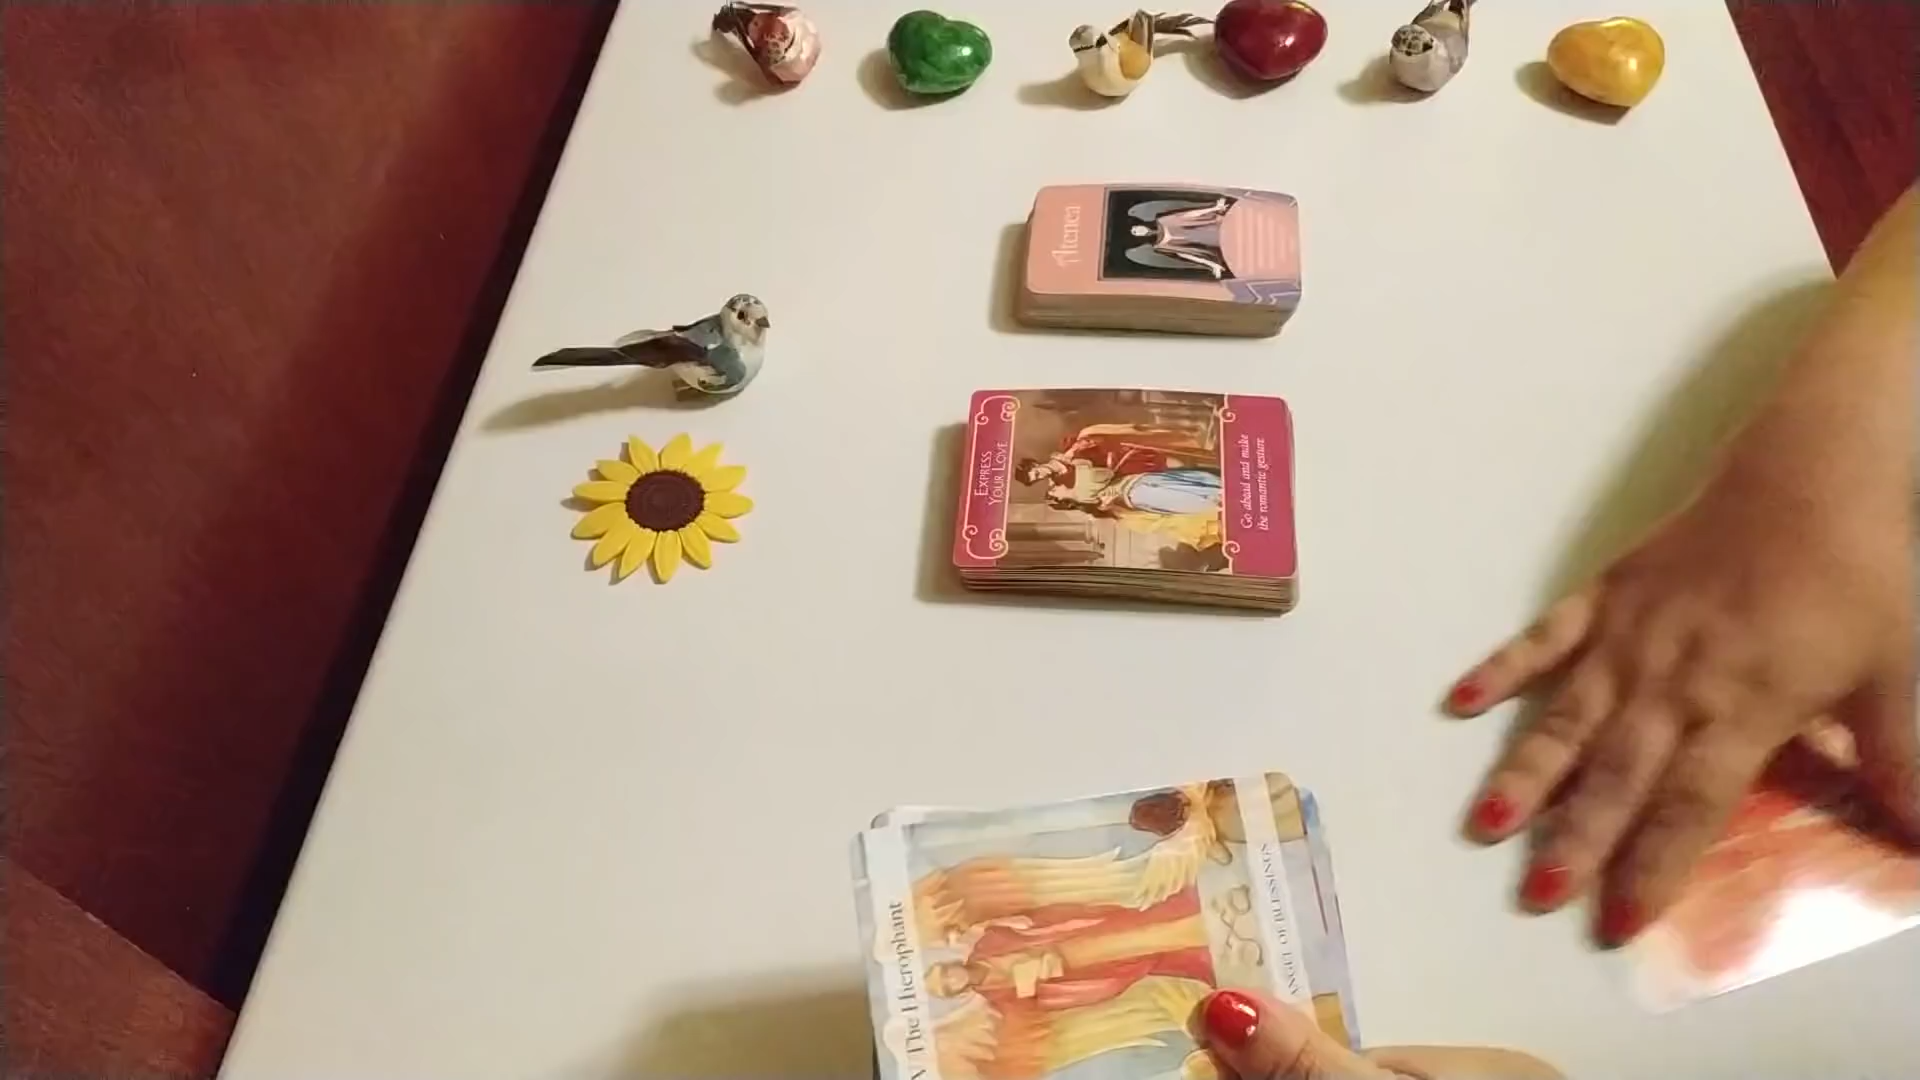 Atenea
EXPRESS
YOUR LOVE
Go ahead and make
the romantic gesture
V The Hierophant
ANGEL OF BLESSINGS